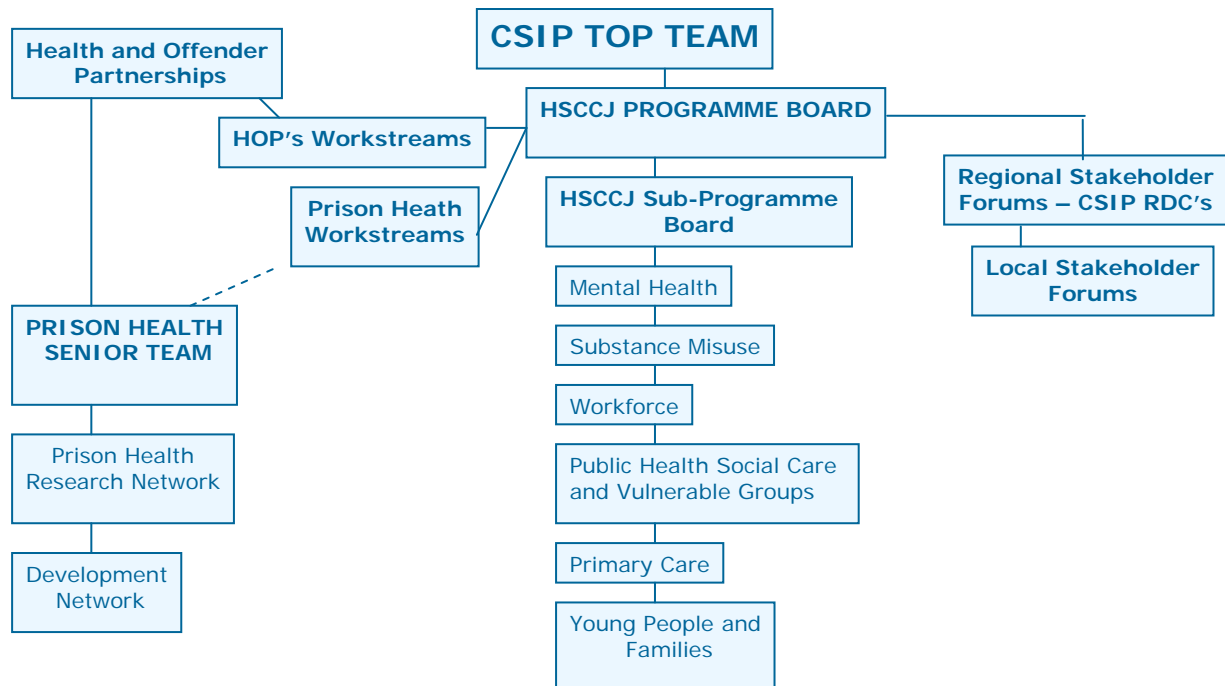 CSIP TOP TEAM
Health and Offender
Partnerships
HSCCJ PROGRAMME BOARD
HOP's Workstreams
Regional Stakeholder
Forums – CSIP RDC's
Prison Heath
Workstreams
HSCCJ Sub-Programme
Board
Local Stakeholder
Forums
Mental Health
PRISON HEALTH
SENIOR TEAM
Substance Misuse
Workforce
Prison Health
Research Network
Public Health Social Care
and Vulnerable Groups
Development
Network
Primary Care
Young People and
Families